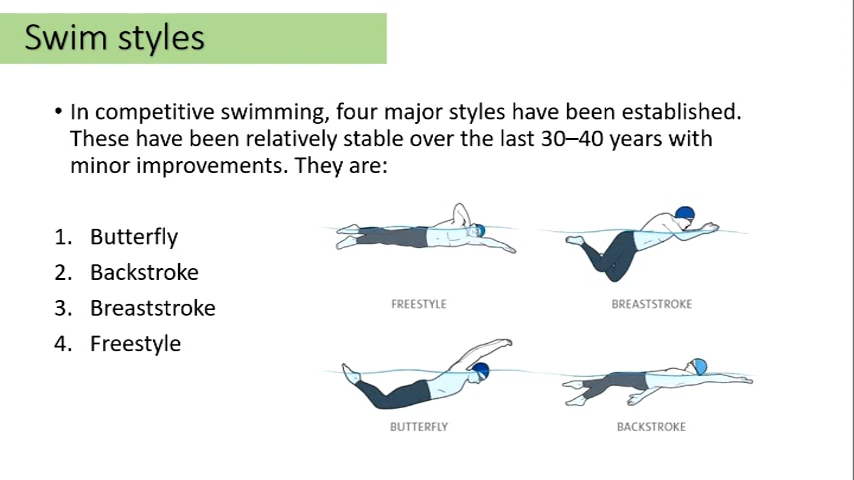 Swim styles
• In competitive swimming, four major styles have been established.
These have been relatively stable over the last 30–40 years with
minor improvements. They are:
1. Butterfly
2. Backstroke
3. Breaststroke
4. Freestyle
FREESTYLE
BREASTSTROKE
BUTTERFLY
BACKSTROKE